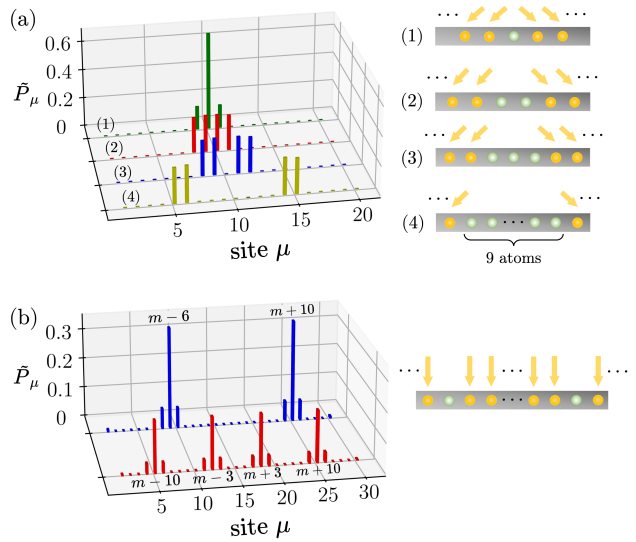 (a)
0.6
0.4
0.2
0
P̃μ
(1)
(2)
(3)
(4)
5
10
15
20
site μ
· · ·
· · ·
(1)
· · ·
· · ·
(2)
(3)
· · ·
· · ·
(4)
· · ·
9 atoms
(b)
0.3
0.2
0.1
0
P̃μ
m − 6
m + 10
m − 10
m − 3
m + 3
m + 10
5
10
15
20
25
30
site μ
· · ·
· · ·
· · ·
· · ·